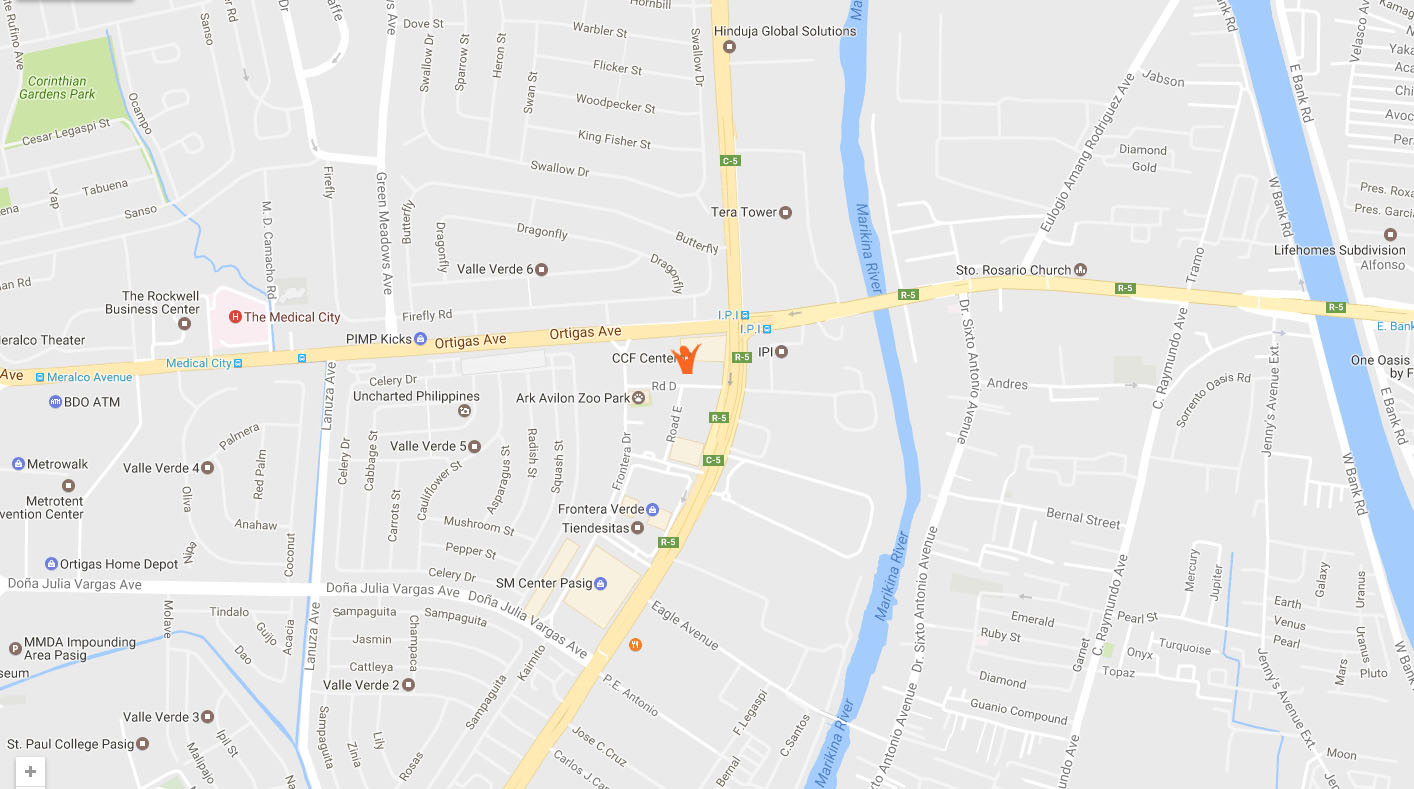 Hornbill
Dove St
Warbler St
Hinduja Global Solutions
Flicker St
Sanso
Swallow Dr
Sparrow St
Heron St
Swan St
Swallow Dr
Corinthian
Gardens Park
Woodpecker St
Ocampo
Cesar Legaspi St
King Fisher St
C-5
Jabson
E Bank Rd
Velasco Ave
Avoc
Diamond
Gold
Swallow Dr
Firefly
Green Meadows Ave
Yap
Tabuena
Sanso
M. D. Camacho Rd
Butterfly
Dragonfly
Dragonfly
Butterfly
Dragonfly
Tera Tower
Marikina River
Eulogio Amang Rodriguez Ave
W Bank Rd
Pres. Roxa
Pres. Garcia
Lifehomes Subdivision
Alfonso
Valle Verde 6
Sto. Rosario Church
Tramo
R-5
R-5
R-5
The Rockwell
Business Center
The Medical City
Firefly Rd
I.P.I
I.P.I
E. Bank
Meralco Theater
PIMP Kicks
Ortigas Ave
Ortigas Ave
CCF Center
R-5
IPI
Dr. Sixto Antonio Avenue
C. Raymundo Ave
Medical City
Meralco Avenue
Ave
One Oasis
by F
BDO ATM
Lanuza Ave
Celery Dr
Rd D
Andres
Sorrento Oasis Rd
Jenny's Avenue Ext.
E Bank Rd
Uncharted Philippines
Ark Avilon Zoo Park
Road E
R-5
Palmera
Valle Verde 5
Valle Verde 4
Metrowalk
Red Palm
Celery Dr
Cabbage St
Carrots St
Cauliflower St
Asparagus St
Radish St
Squash St
Frontera Dr
C-5
W Bank Rd
Metrotent
vention Center
Oliva
Anahaw
Nipa
Coconut
Mushroom St
Frontera Verde
Tiendesitas
Bernal Street
Pepper St
R-5
Marikina River
Dr. Sixto Antonio Avenue
Ortigas Home Depot
Celery Dr
Doña Julia Vargas Ave
Doña Julia Vargas Ave
Doña Julia Vargas Ave
SM Center Pasig
C. Raymundo Ave
Mercury
Jupiter
Galaxy
Uranus
Molave
Tindalo
Guijo
Acacia
Dao
Lanuza Ave
Sampaguita
Sampaguita
Jasmin
Champaca
Eagle Avenue
Emerald
Pearl St
Earth
Venus
Pearl
Ruby St
Garnet
Turquoise
Onyx
Topaz
MMDA Impounding
Area Pasig
Cattleya
Valle Verde 2
Kaimito
P.E. Antonio
Diamond
Jenny's Avenue Ext.
Mars
Uranus
Pluto
Guanio Compound
Valle Verde 3
Ipil St
Malipajo
Sampaguita
Zinia
Lily
Rosas
Sampaguita
Jose C.Cruz
F.Legaspi
C.Santos
Bernal
Marikina River
St. Paul College Pasig
Moon